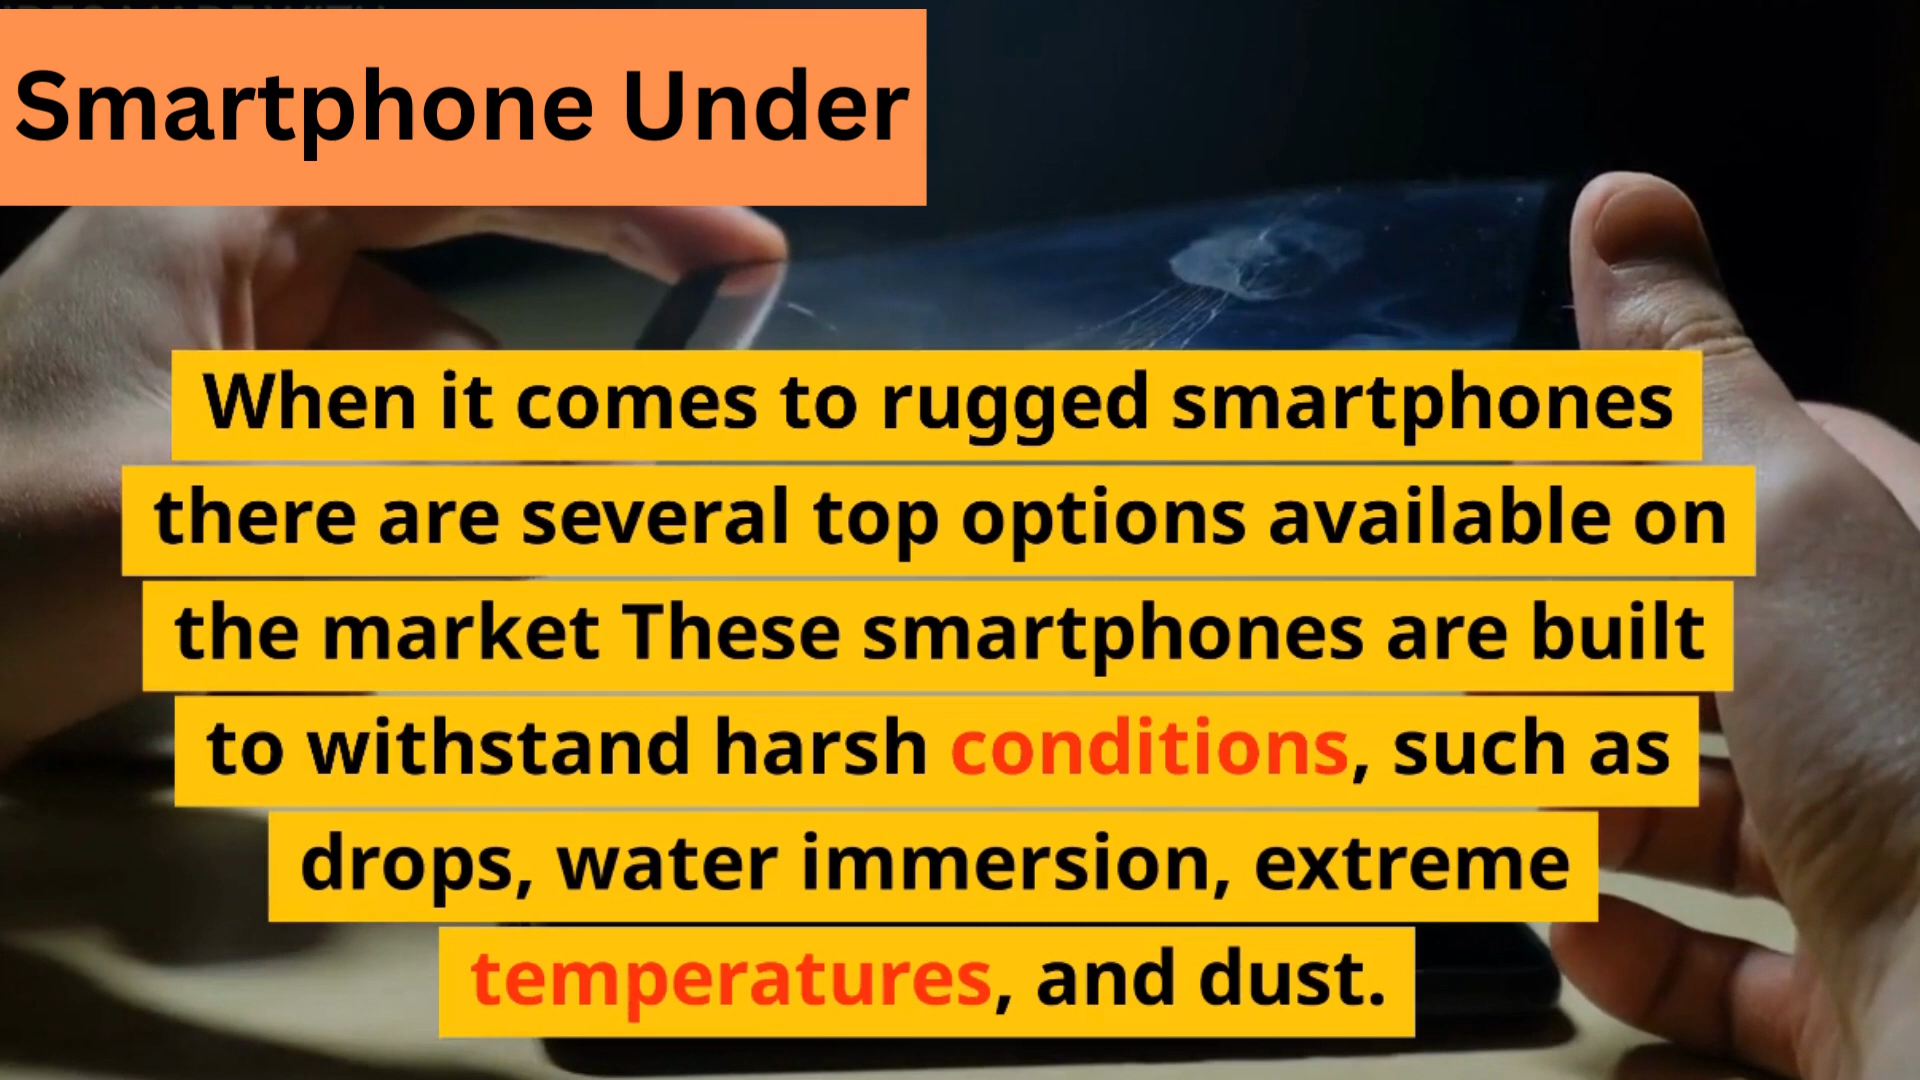 Smartphone Under
When it comes to rugged smartphones
there are several top options available on
the market These smartphones are built
to withstand harsh conditions, such as
drops, water immersion, extreme
temperatures, and dust.